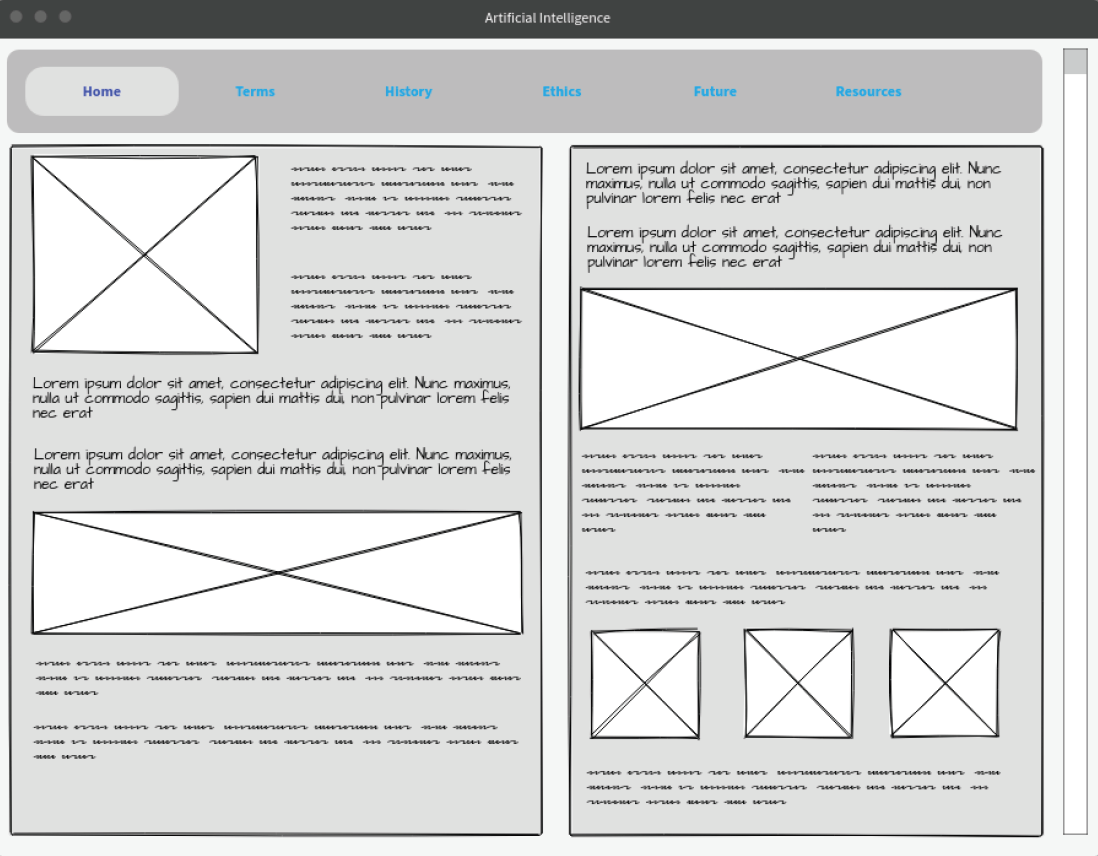 Artificial Intelligence
Home Terms History Ethics Future Resources
Lorem ipsum dolor sit amet, consectetur adipiscing elit. Nunc maximus,
nulla ut commodo sagittis, sapien dui mattis dui, non pulvinar lorem felis
nec erat
Lorem ipsum dolor sit amet, consectetur adipiscing elit. Nunc maximus,
nulla ut commodo sagittis, sapien dui mattis dui, non pulvinar lorem felis
nec erat
Lorem ipsum dolor sit amet, consectetur adipiscing elit. Nunc
maximus, nulla ut commodo sagittis, sapien dui mattis dui, non
pulvinar lorem felis nec erat
Lorem ipsum dolor sit amet, consectetur adipiscing elit. Nunc
maximus, nulla ut commodo sagittis, sapien dui mattis dui, non
pulvinar lorem felis nec erat